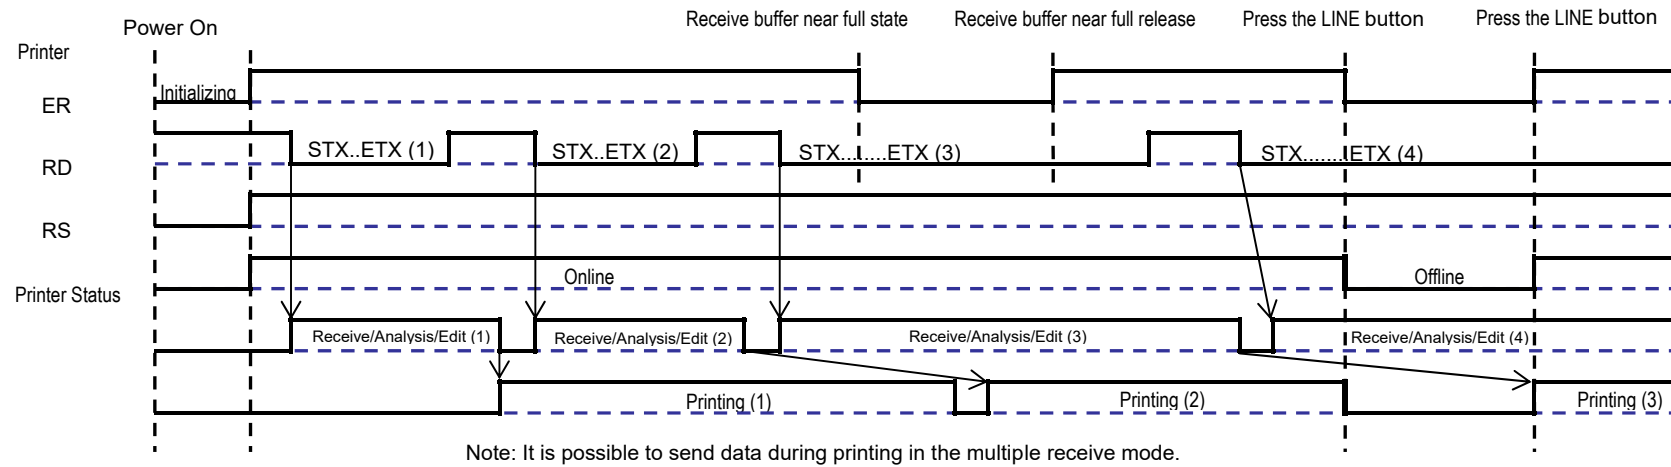 Receive buffer near full state
Receive buffer near full release
Press the LINE button
Press the LINE button
Power On
Printer
Initializing
ER
STX..ETX (1)
STX..ETX (2)
STX........ETX (3)
STX........ETX (4)
RD
RS
Online
Offline
Printer Status
Receive/Analysis/Edit (1)
Receive/Analysis/Edit (2)
Receive/Analysis/Edit (3)
Receive/Analysis/Edit (4)
Printing (1)
Printing (2)
Printing (3)
Note: It is possible to send data during printing in the multiple receive mode.